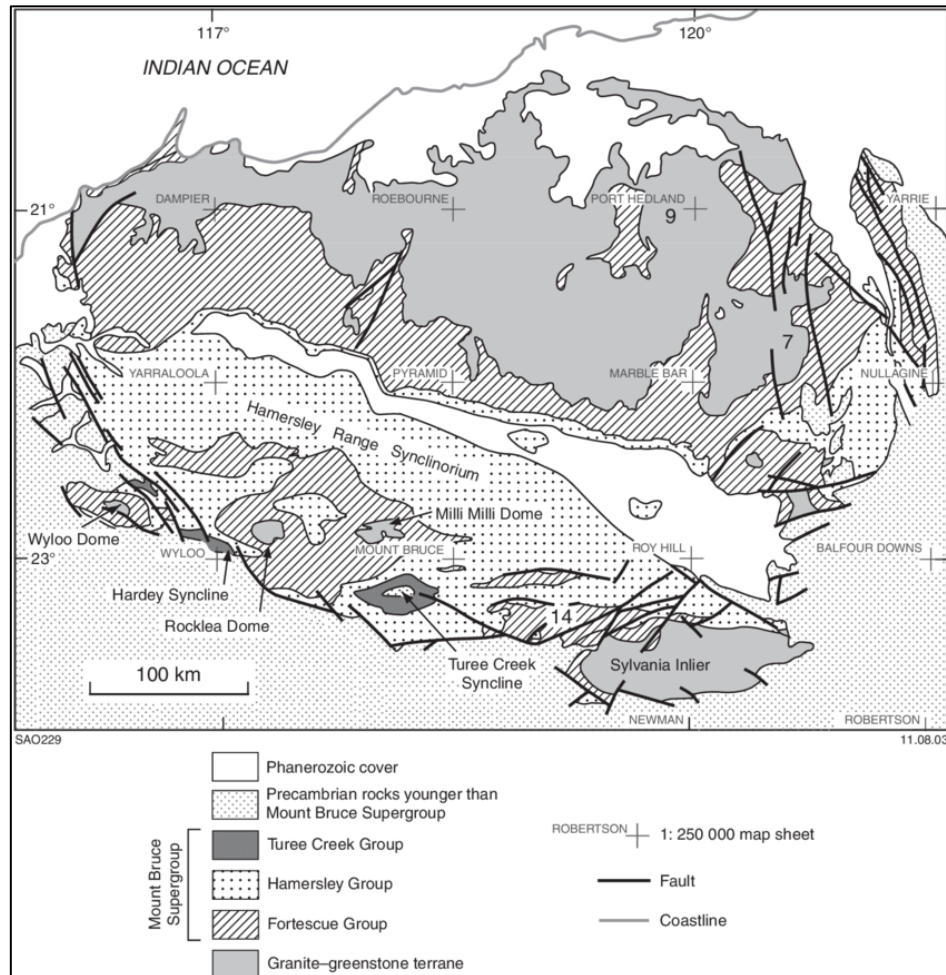 117°
120°
INDIAN OCEAN
DAMPIER
ROEBOURNE
PORT HEDLAND
YARRIE
21°
9
7
YARRALOOLA
PYRAMID
MARBLE BAR
NULLAGINE
Hamersley Range Synclinorium
Milli Milli Dome
Wyloo Dome
WYLOO
MOUNT BRUCE
ROY HILL
BALFOUR DOWNS
23°
Hardey Syncline
Rocklea Dome
14
Turee Creek
Syncline
Sylvania Inlier
100 km
NEWMAN
ROBERTSON
SAO229
11.08.03
Phanerozoic cover
Precambrian rocks younger than
Mount Bruce Supergroup
Mount Bruce
Supergroup
Turee Creek Group
Hamersley Group
Fortescue Group
Granite–greenstone terrane
ROBERTSON
1: 250 000 map sheet
Fault
Coastline